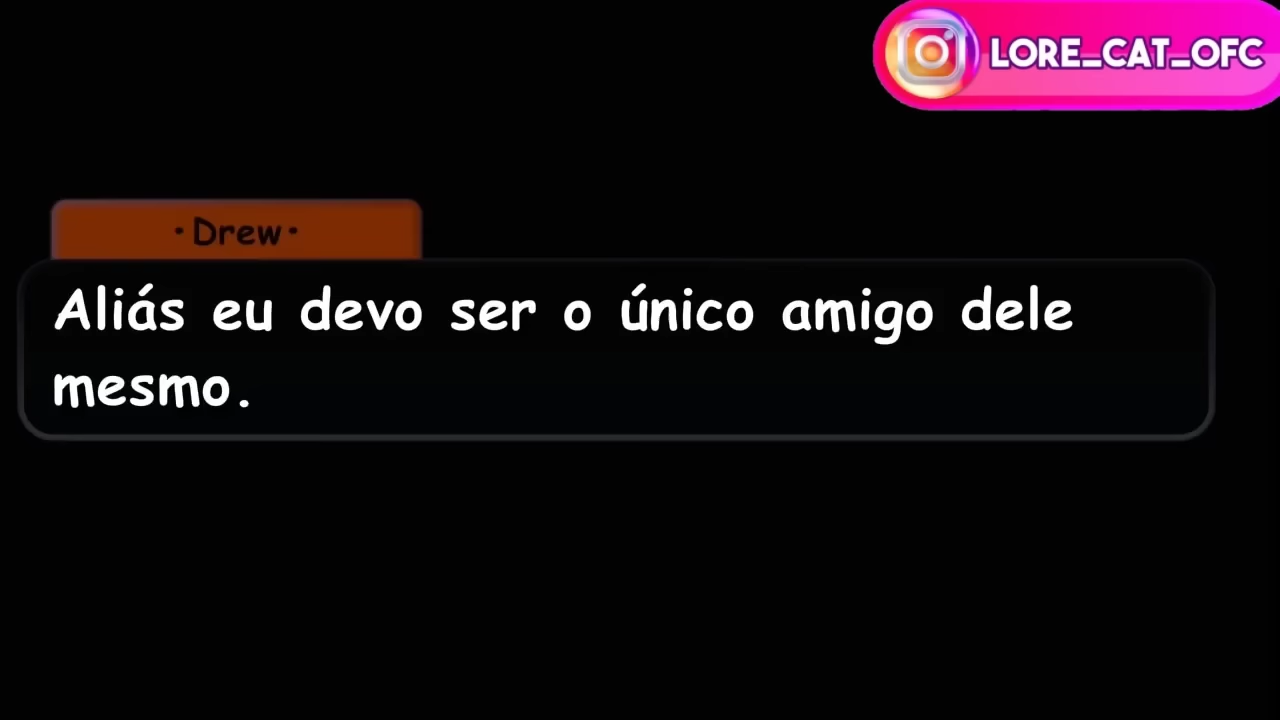 LORE_CAT_OFC
•Drew•
Aliás eu devo ser o único amigo dele
mesmo.